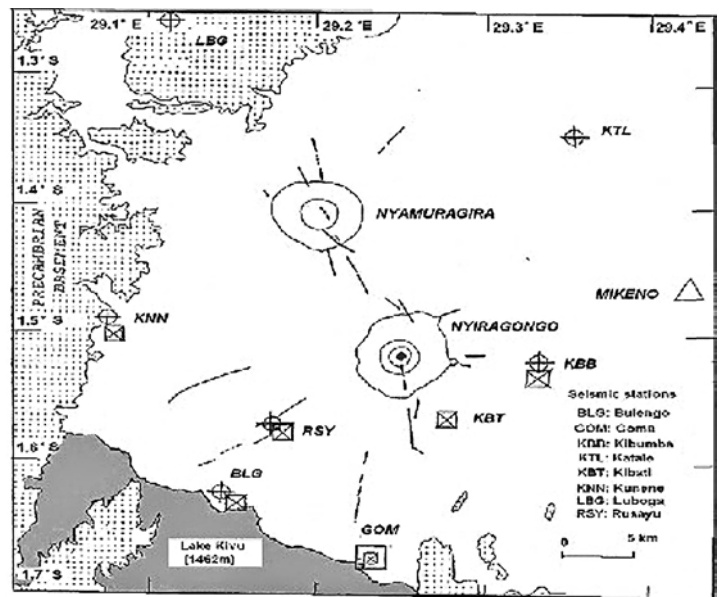 29.1 E
29.2 E
29.3 E
29.4 E
LBG
1.3° S
KTL
1.4° S
NYAMURAGIRA
PRECAMBRIAN
BASEMENT
MIKENO
KNN
1.5° S
NYIRAGONGO
KBB
Seismic stations
BLG: Bulengo
GOM: Goma
KBB: Kibumba
KTL: Katale
KBT: Kibati
KNN: Kunene
LBG: Luboga
RSY: Rusayu
KBT
RSY
1.6° S
BLG
GOM
0 5 km
Lake Kivu
[1462m)
1.7° S